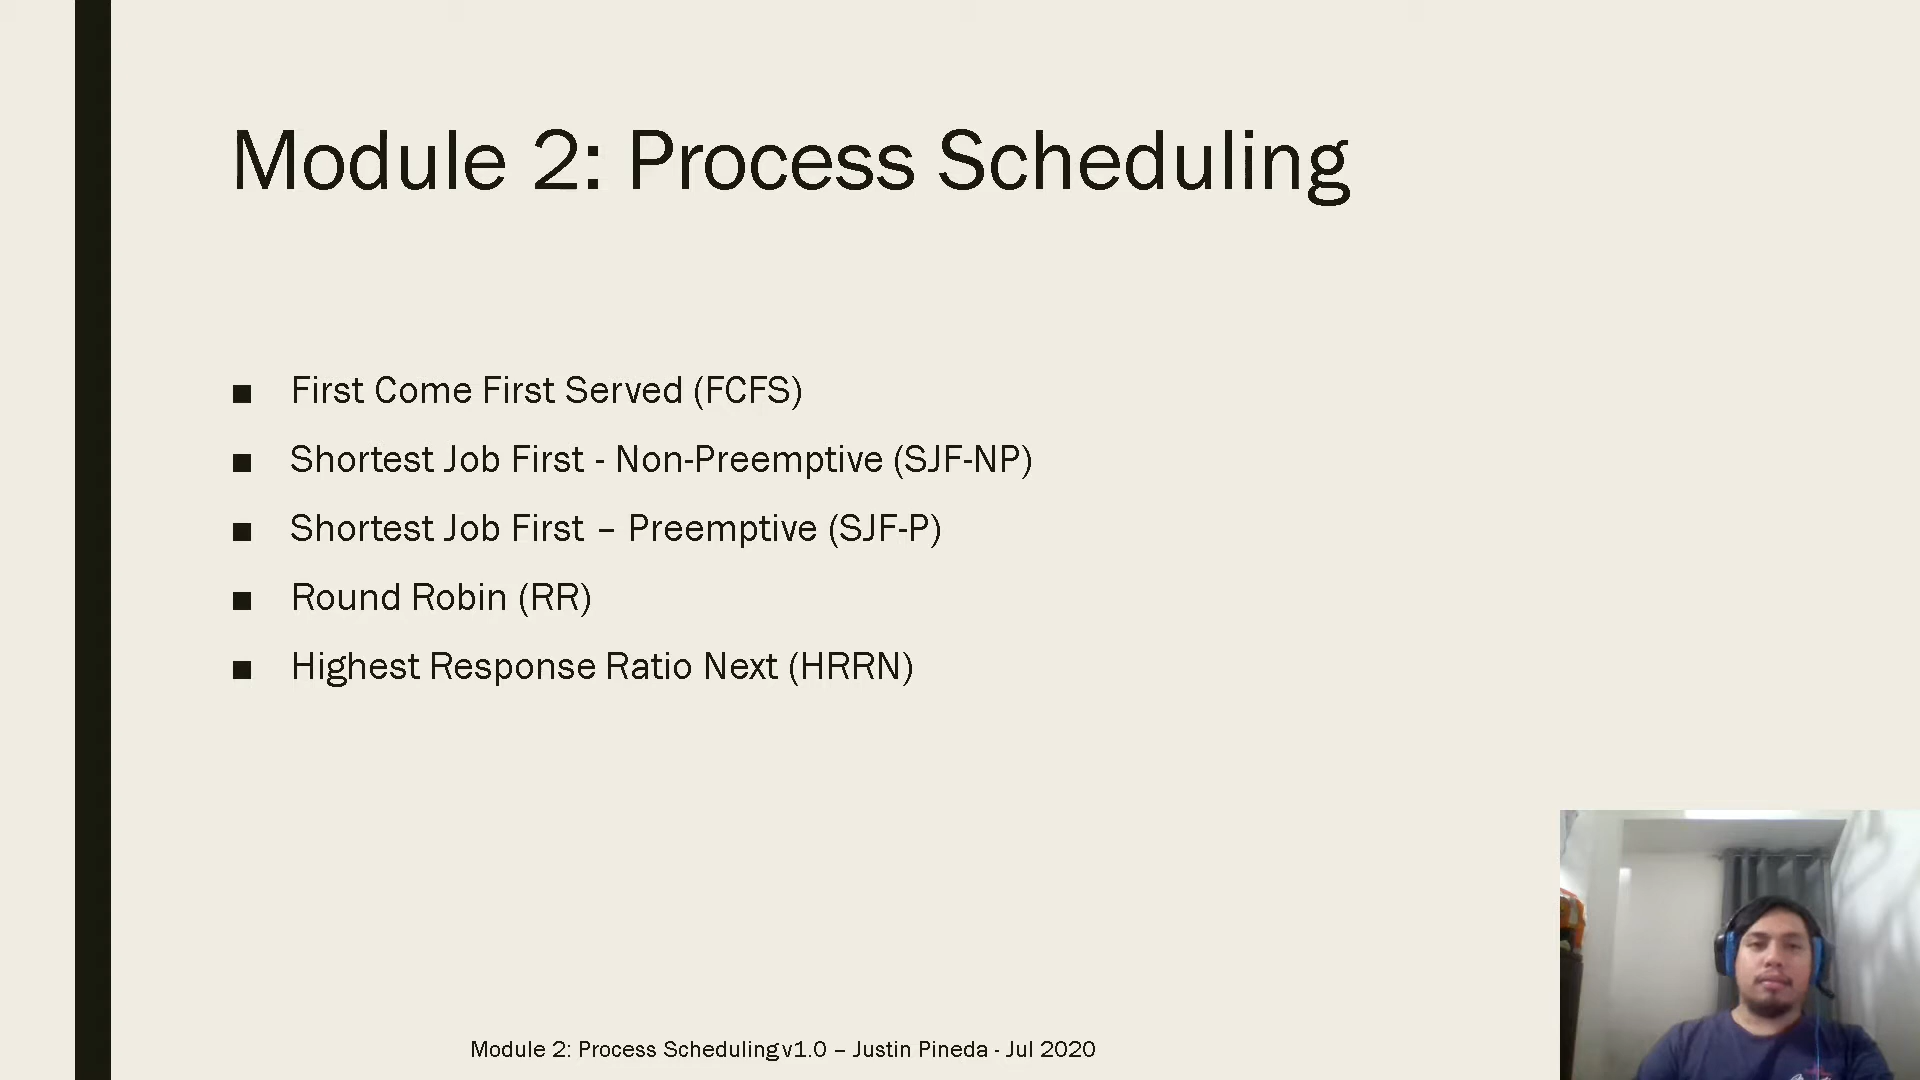 Module 2: Process Scheduling
■ First Come First Served (FCFS)
■ Shortest Job First - Non-Preemptive (SJF-NP)
■ Shortest Job First – Preemptive (SJF-P)
■ Round Robin (RR)
■ Highest Response Ratio Next (HRRN)
Module 2: Process Scheduling v1.0 – Justin Pineda - Jul 2020